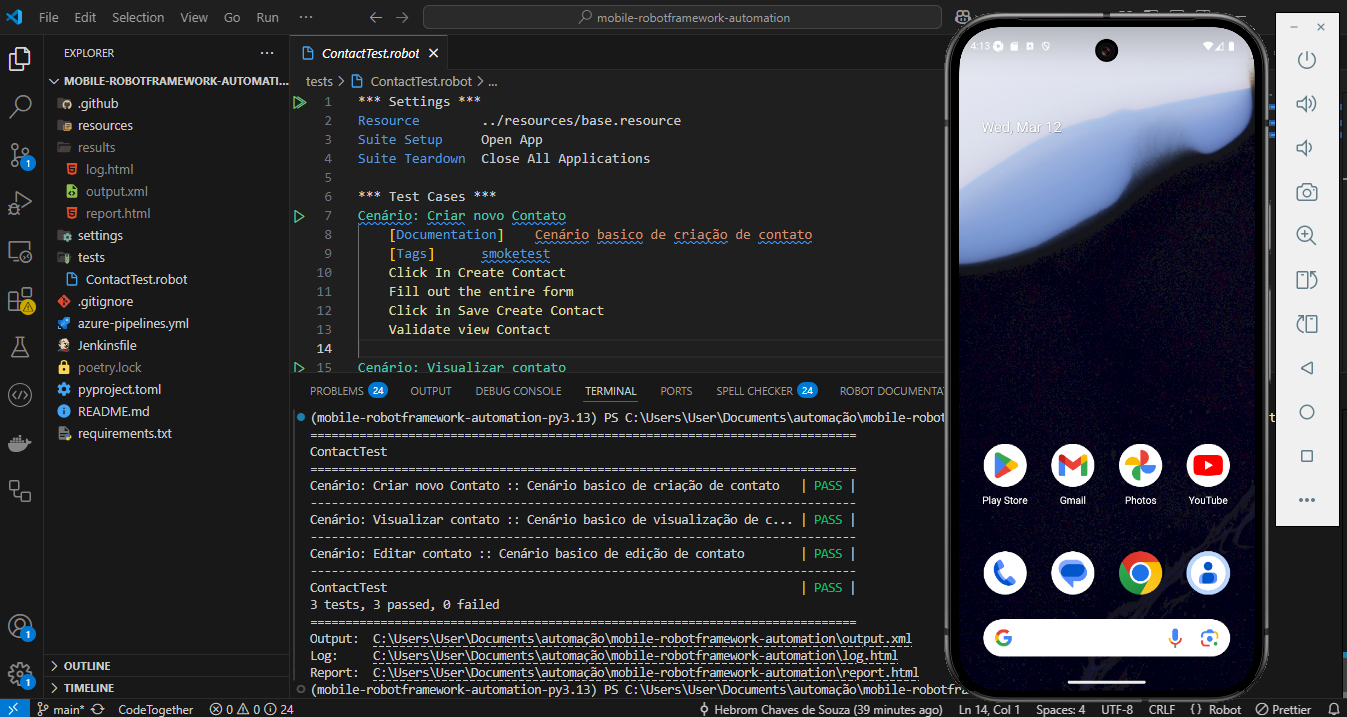 File Edit Selection View Go Run ··· mobile-robotframework-automation
EXPLORER ···
MOBILE-ROBOTFRAMEWORK-AUTOMATI...
.github
resources
results
log.html
output.xml
report.html
settings
tests
ContactTest.robot
.gitignore
azure-pipelines.yml
Jenkinsfile
poetry.lock
pyproject.toml
README.md
requirements.txt
OUTLINE
TIMELINE
1
1
1
ContactTest.robot
tests > ContactTest.robot > ...
1 *** Settings ***
2 Resource ../resources/base.resource
3 Suite Setup Open App
4 Suite Teardown Close All Applications
5
6 *** Test Cases ***
7 Cenário: Criar novo Contato
8 [Documentation] Cenário basico de criação de contato
9 [Tags] smoketest
10 Click In Create Contact
11 Fill out the entire form
12 Click in Save Create Contact
13 Validate view Contact
14
15 Cenário: Visualizar contato
PROBLEMS 24 OUTPUT DEBUG CONSOLE TERMINAL PORTS SPELL CHECKER 24 ROBOT DOCUMENTA
(mobile-robotframework-automation-py3.13) PS C:\Users\User\Documents\automação\mobile-robot
==============================================================================
ContactTest
==============================================================================
Cenário: Criar novo Contato :: Cenário basico de criação de contato | PASS |
------------------------------------------------------------------------------
Cenário: Visualizar contato :: Cenário basico de visualização de c... | PASS |
------------------------------------------------------------------------------
Cenário: Editar contato :: Cenário basico de edição de contato | PASS |
------------------------------------------------------------------------------
ContactTest | PASS |
3 tests, 3 passed, 0 failed
==============================================================================
Output: C:\Users\User\Documents\automação\mobile-robotframework-automation\output.xml
Log: C:\Users\User\Documents\automação\mobile-robotframework-automation\log.html
Report: C:\Users\User\Documents\automação\mobile-robotframework-automation\report.html
(mobile-robotframework-automation-py3.13) PS C:\Users\User\Documents\automação\mobile-robotfra
4:13
Wed, Mar 12
Play Store Gmail Photos YouTube
main* CodeTogether 0 0 24 Hebrom Chaves de Souza (39 minutes ago) Ln 14, Col 1 Spaces: 4 UTF-8 CRLF {} Robot Prettier